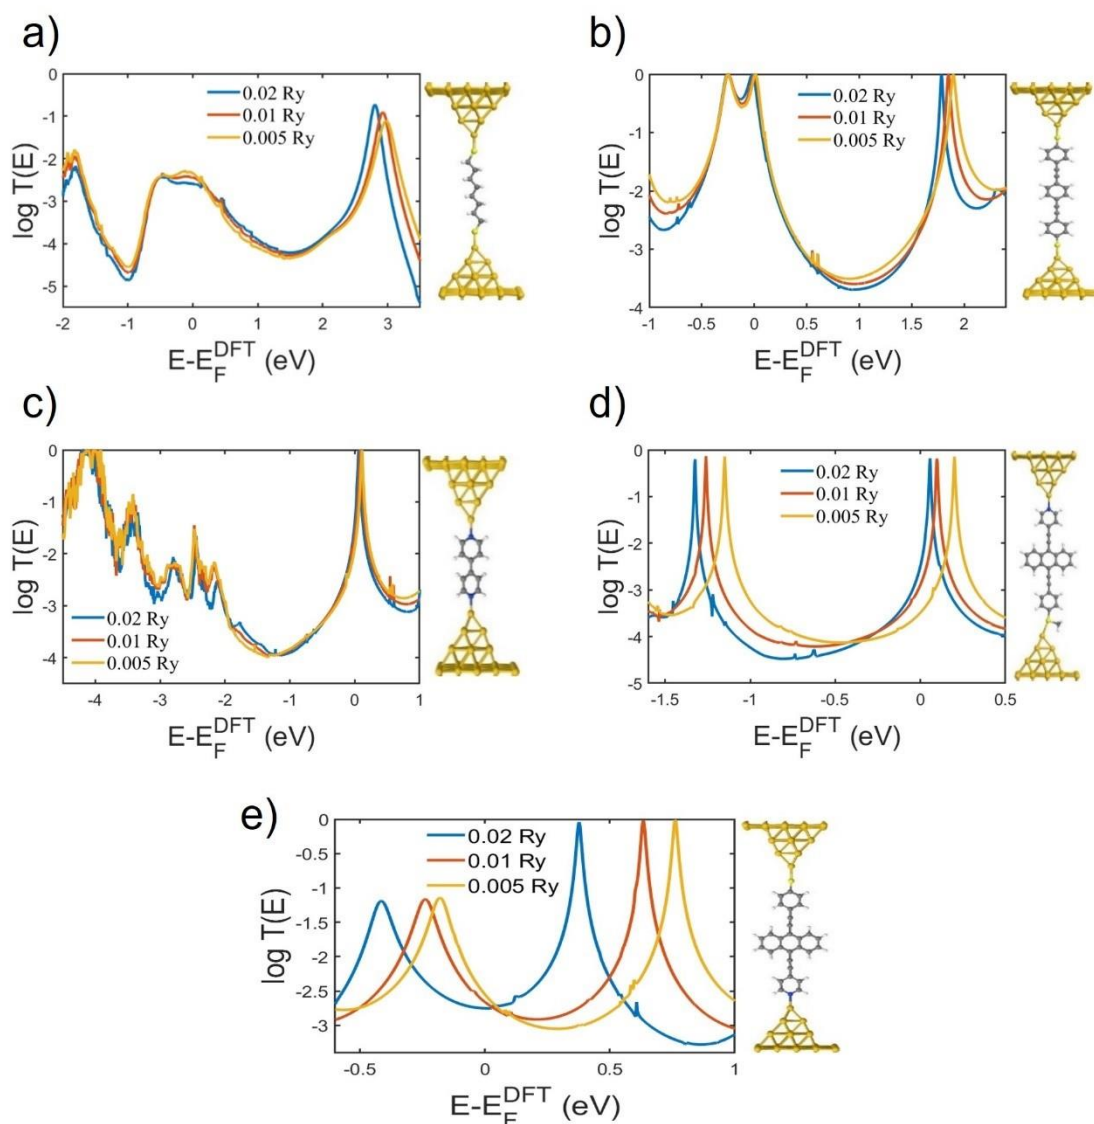 a)
0
-1
-2
-3
-4
-5
log T(E)
0.02 Ry
0.01 Ry
0.005 Ry
-2 -1 0 1 2 3
E-E_F^DFT (eV)
b)
0
-1
-2
-3
-4
log T(E)
0.02 Ry
0.01 Ry
0.005 Ry
-1 -0.5 0 0.5 1 1.5 2
E-E_F^DFT (eV)
c)
0
-1
-2
-3
-4
log T(E)
0.02 Ry
0.01 Ry
0.005 Ry
-4 -3 -2 -1 0 1
E-E_F^DFT (eV)
d)
0
-1
-2
-3
-4
-5
log T(E)
0.02 Ry
0.01 Ry
0.005 Ry
-1.5 -1 -0.5 0 0.5
E-E_F^DFT (eV)
e)
0
-0.5
-1
-1.5
-2
-2.5
-3
log T(E)
0.02 Ry
0.01 Ry
0.005 Ry
-0.5 0 0.5 1
E-E_F^DFT (eV)